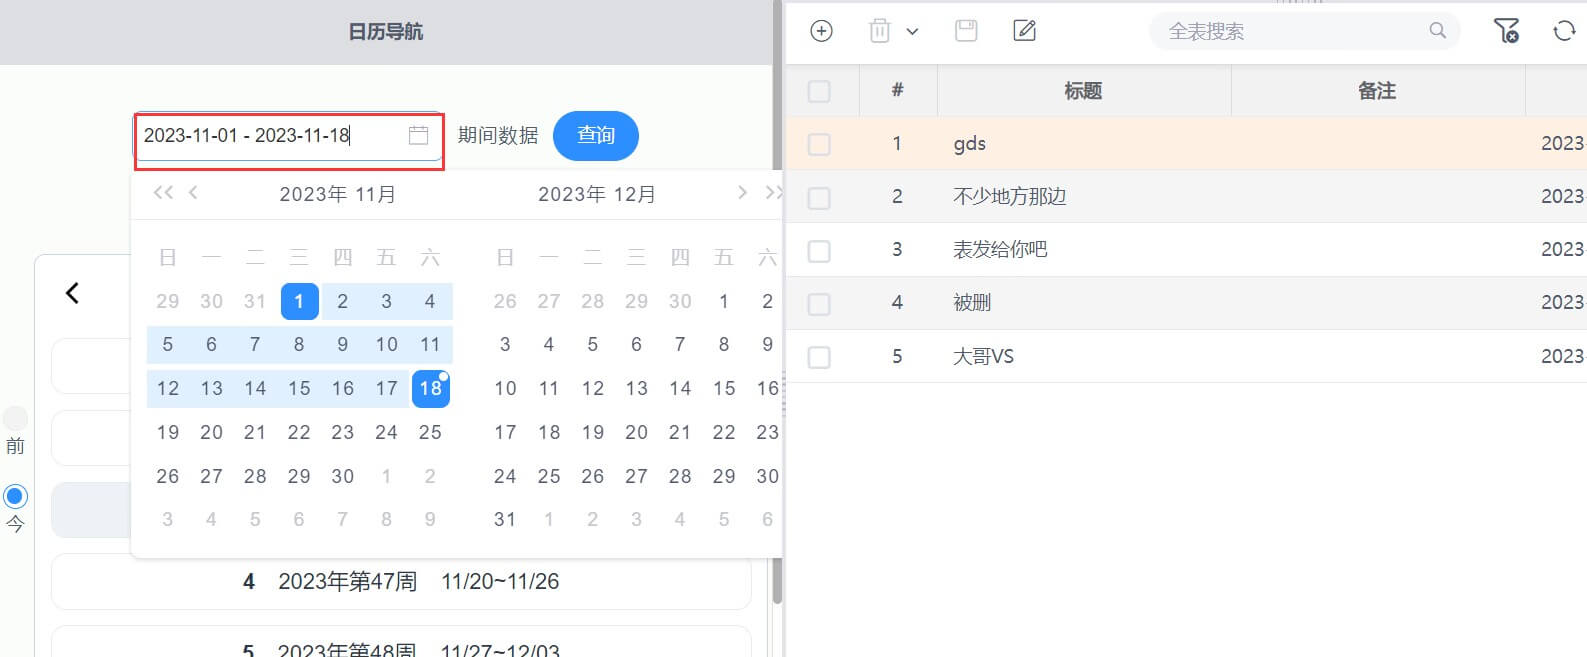 日历导航
2023-11-01 - 2023-11-18
期间数据
查询
2023年 11月
日 一 二 三 四 五 六
29 30 31 1 2 3 4
5 6 7 8 9 10 11
12 13 14 15 16 17 18
19 20 21 22 23 24 25
26 27 28 29 30 1 2
3 4 5 6 7 8 9
2023年 12月
日 一 二 三 四 五 六
26 27 28 29 30 1 2
3 4 5 6 7 8 9
10 11 12 13 14 15 16
17 18 19 20 21 22 23
24 25 26 27 28 29 30
31 1 2 3 4 5 6
前
今
4 2023年第47周 11/20~11/26
5 2023年第48周 11/27~12/03
全表搜索
# 标题 备注
1 gds 2023-
2 不少地方那边 2023-
3 表发给你吧 2023-
4 被删 2023-
5 大哥VS 2023-